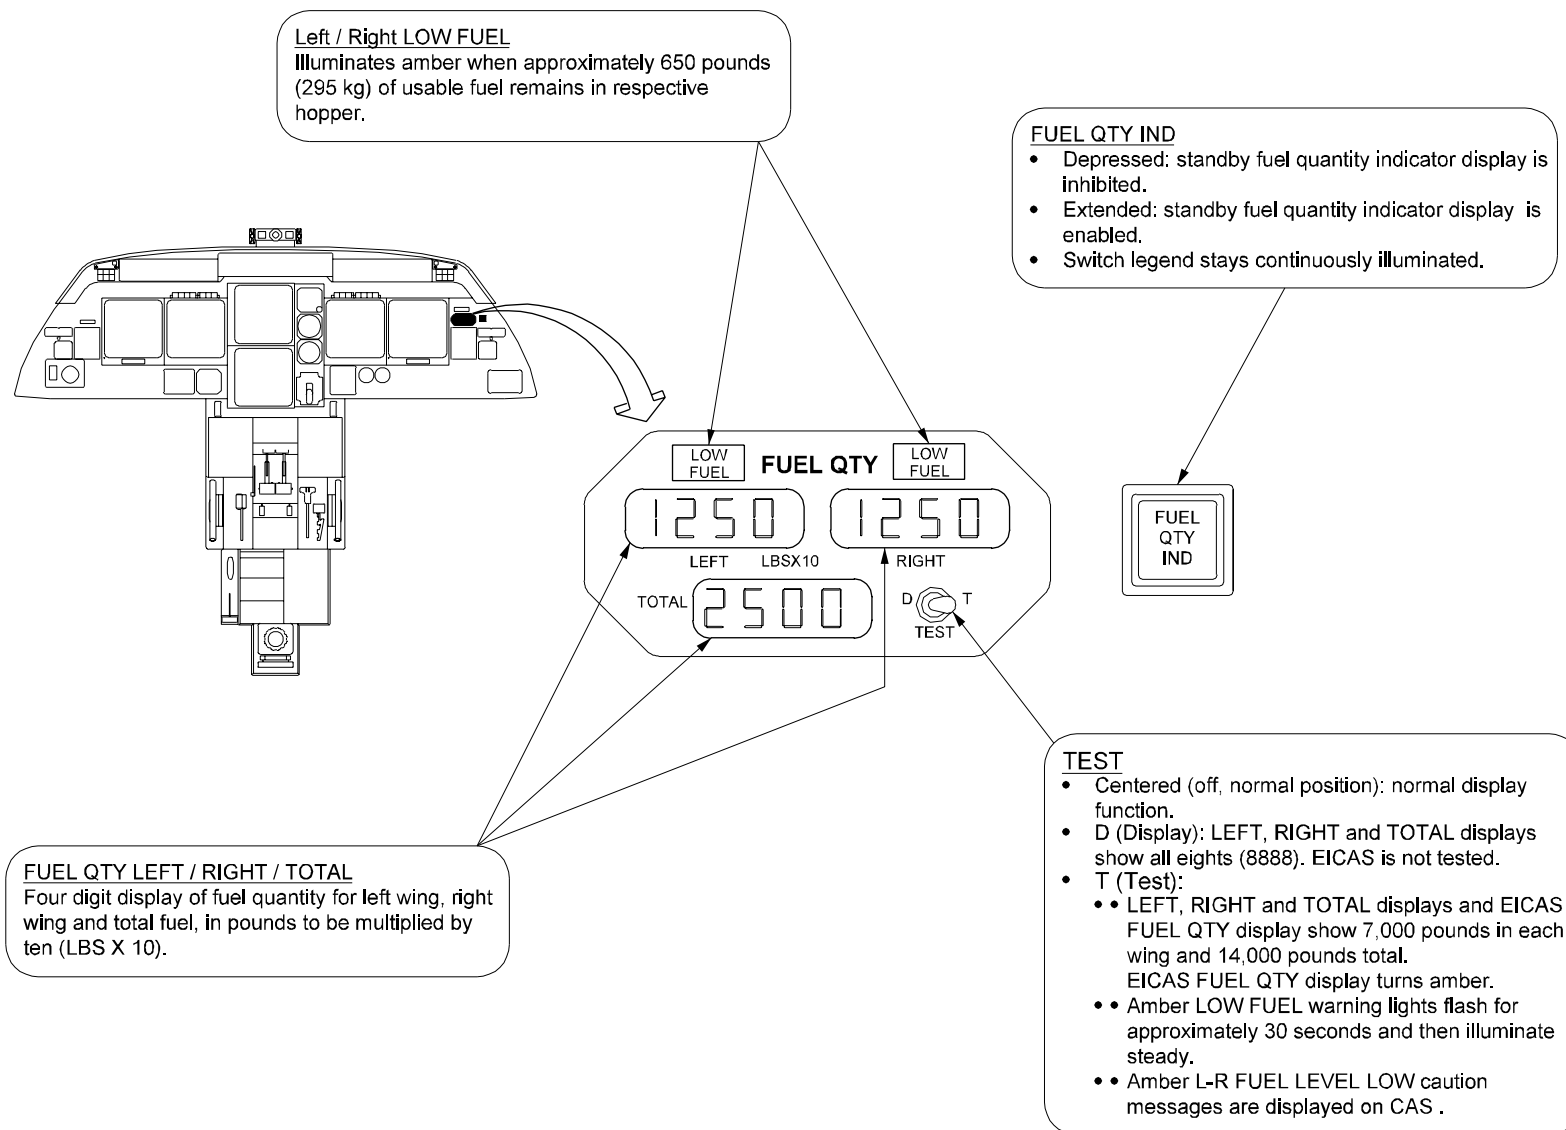 Left / Right LOW FUEL
Illuminates amber when approximately 650 pounds
(295 kg) of usable fuel remains in respective
hopper.
FUEL QTY IND
• Depressed: standby fuel quantity indicator display is
inhibited.
• Extended: standby fuel quantity indicator display is
enabled.
• Switch legend stays continuously illuminated.
LOW
FUEL
FUEL QTY
LOW
FUEL
1250
1250
LEFT
LBSX10
RIGHT
TOTAL
2500
D
T
TEST
FUEL
QTY
IND
FUEL QTY LEFT / RIGHT / TOTAL
Four digit display of fuel quantity for left wing, right
wing and total fuel, in pounds to be multiplied by
ten (LBS X 10).
TEST
• Centered (off, normal position): normal display
function.
• D (Display): LEFT, RIGHT and TOTAL displays
show all eights (8888). EICAS is not tested.
• T (Test):
• • LEFT, RIGHT and TOTAL displays and EICAS
FUEL QTY display show 7,000 pounds in each
wing and 14,000 pounds total.
EICAS FUEL QTY display turns amber.
• • Amber LOW FUEL warning lights flash for
approximately 30 seconds and then illuminate
steady.
• • Amber L-R FUEL LEVEL LOW caution
messages are displayed on CAS .